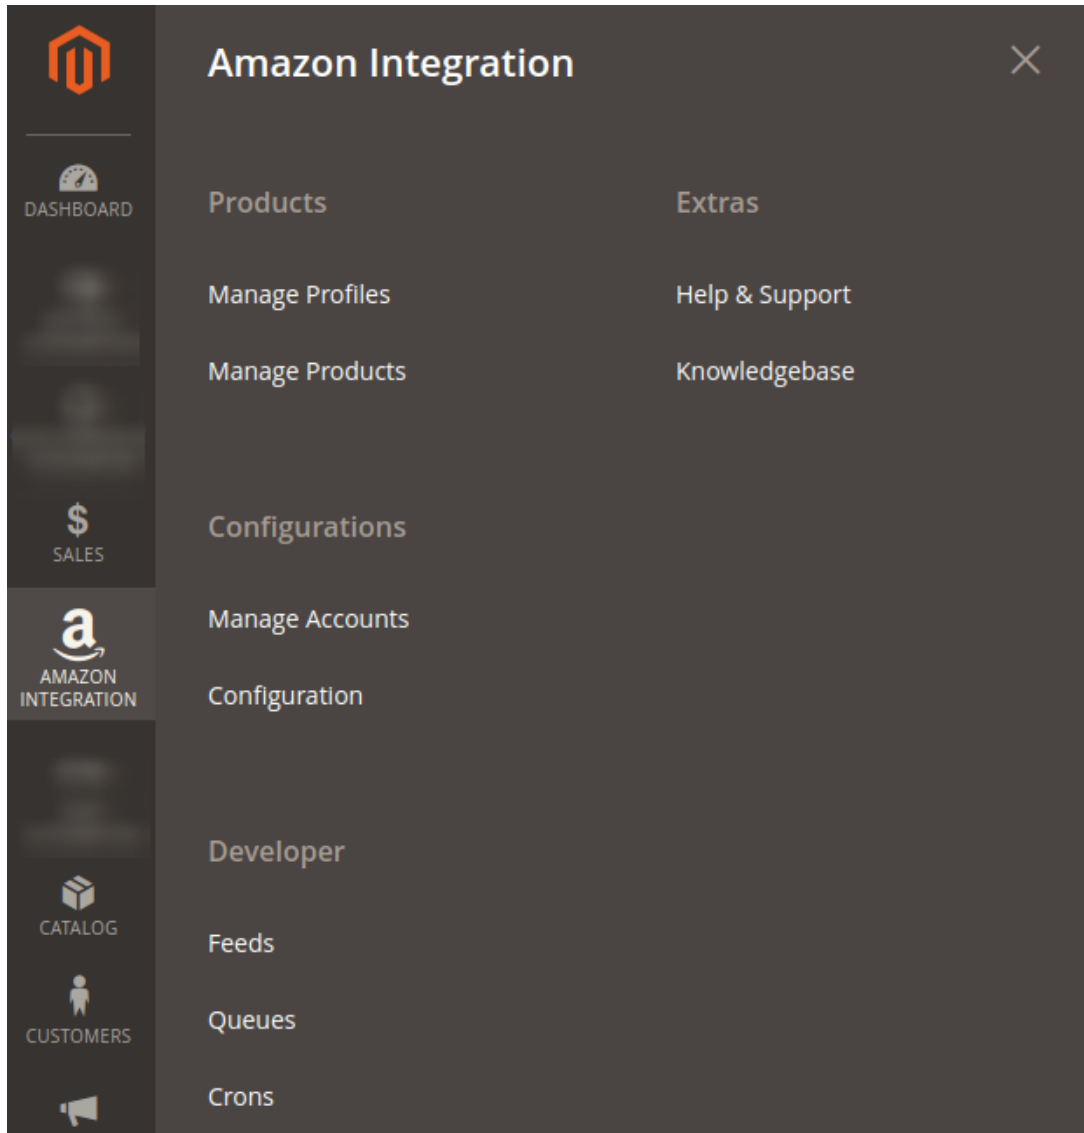 DASHBOARD
SALES
a
AMAZON
INTEGRATION
CATALOG
CUSTOMERS
Amazon Integration
Products
Manage Profiles
Manage Products
Configurations
Manage Accounts
Configuration
Developer
Feeds
Queues
Crons
Extras
Help & Support
Knowledgebase